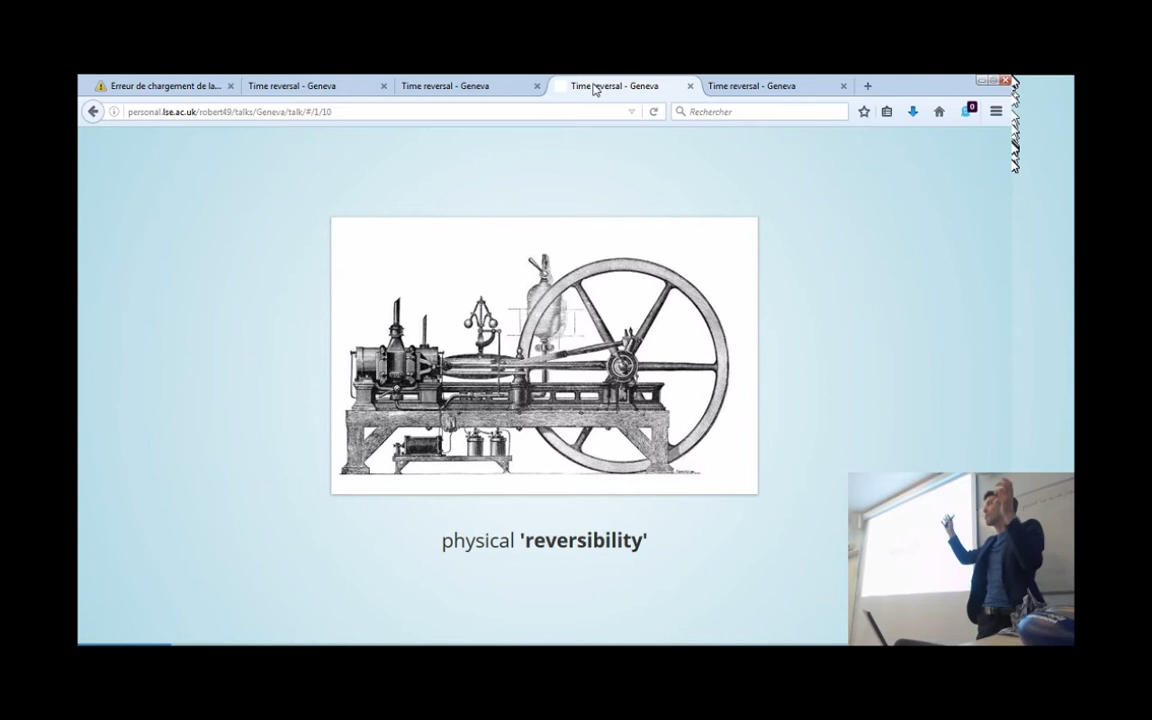 Erreur de chargement de la...
Time reversal - Geneva
Time reversal - Geneva
Time reversal - Geneva
Time reversal - Geneva
personal.lse.ac.uk/robert49/talks/Geneva/talk/#/1/10
Rechercher
0
physical 'reversibility'